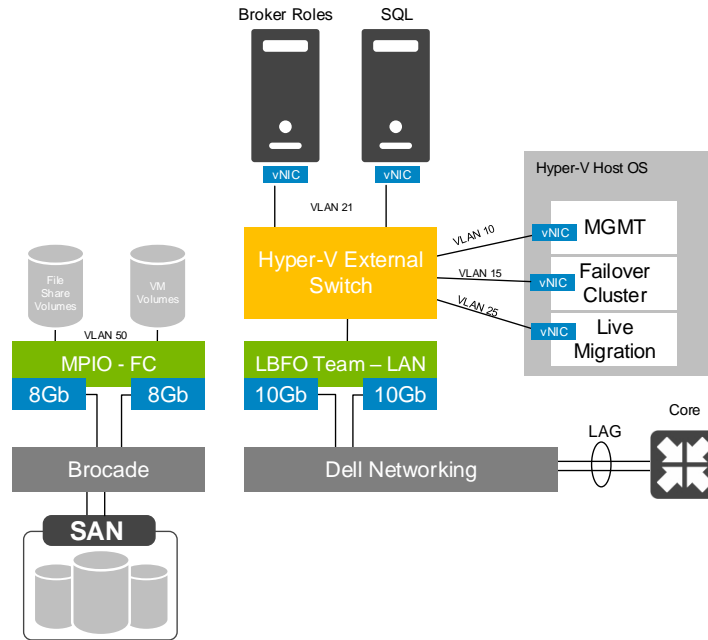 Broker Roles
SQL
vNIC
vNIC
VLAN 21
Hyper-V Host OS
VLAN 10
vNIC
MGMT
Hyper-V External
Switch
VLAN 15
vNIC
Failover
Cluster
VLAN 25
vNIC
Live
Migration
File
Share
Volumes
VM
Volumes
VLAN 50
MPIO - FC
8Gb
8Gb
LBFO Team – LAN
10Gb
10Gb
Brocade
Dell Networking
LAG
Core
SAN